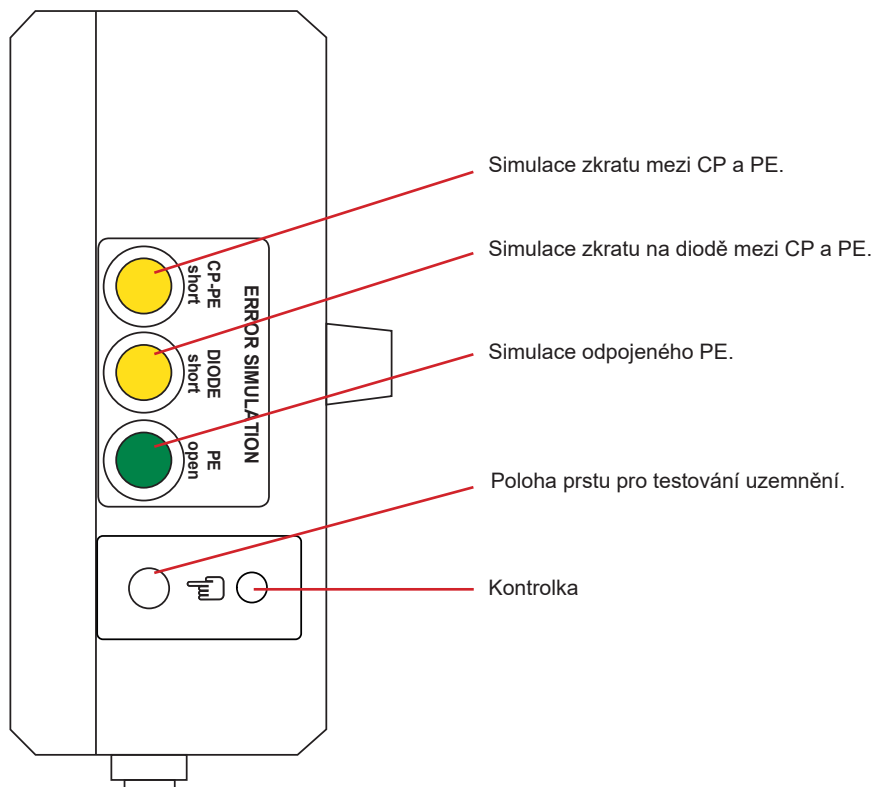 Simulace zkratu mezi CP a PE.
Simulace zkratu na diodě mezi CP a PE.
Simulace odpojeného PE.
Poloha prstu pro testování uzemnění.
Kontrolka
ERROR SIMULATION
CP-PE
short
DIODE
short
PE
open